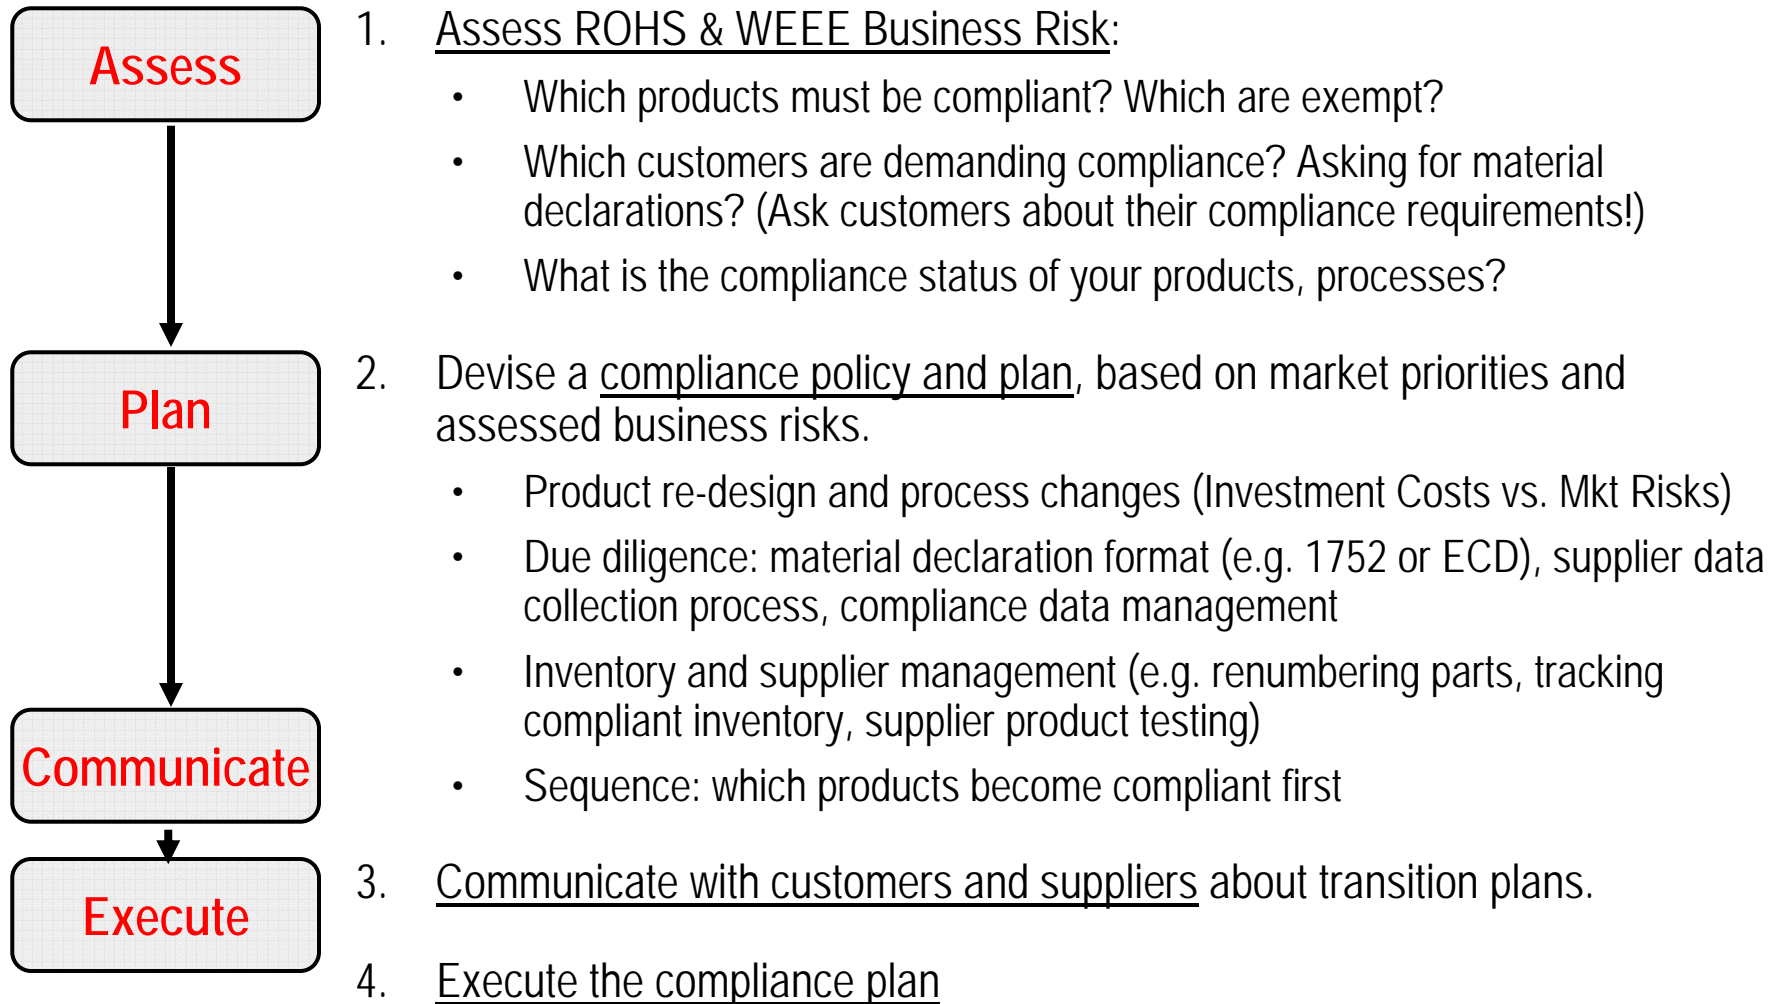 Assess
1. Assess ROHS & WEEE Business Risk:
• Which products must be compliant? Which are exempt?
• Which customers are demanding compliance? Asking for material
declarations? (Ask customers about their compliance requirements!)
• What is the compliance status of your products, processes?
Plan
2. Devise a compliance policy and plan, based on market priorities and
assessed business risks.
• Product re-design and process changes (Investment Costs vs. Mkt Risks)
• Due diligence: material declaration format (e.g. 1752 or ECD), supplier data
collection process, compliance data management
• Inventory and supplier management (e.g. renumbering parts, tracking
compliant inventory, supplier product testing)
Communicate
• Sequence: which products become compliant first
Execute
3. Communicate with customers and suppliers about transition plans.
4. Execute the compliance plan